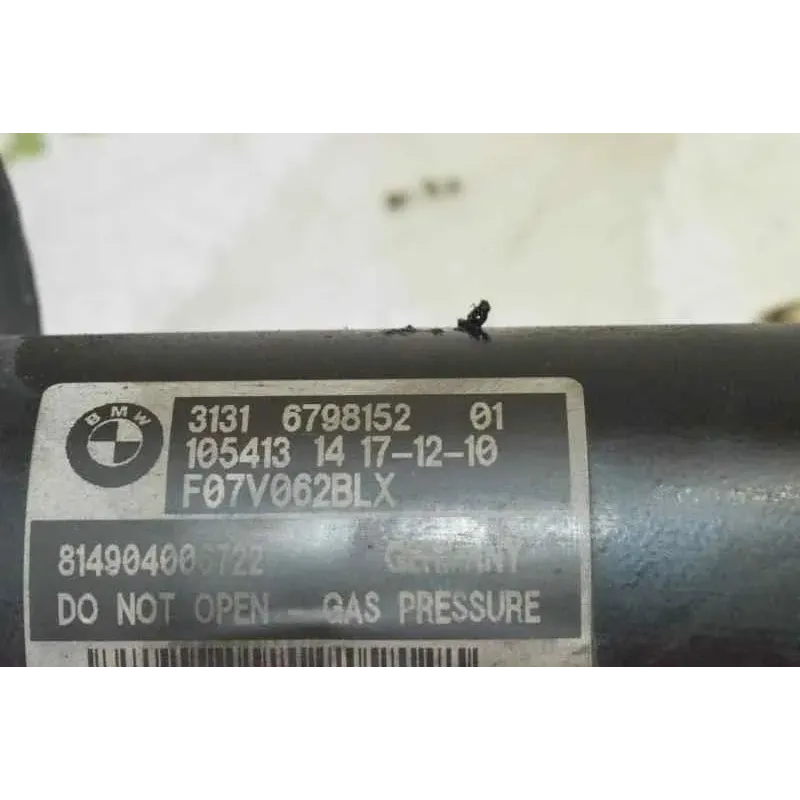 BMW
3131 6798152 01
105413 14 17-12-10
F07V062BLX
GERMANY
DO NOT OPEN - GAS PRESSURE